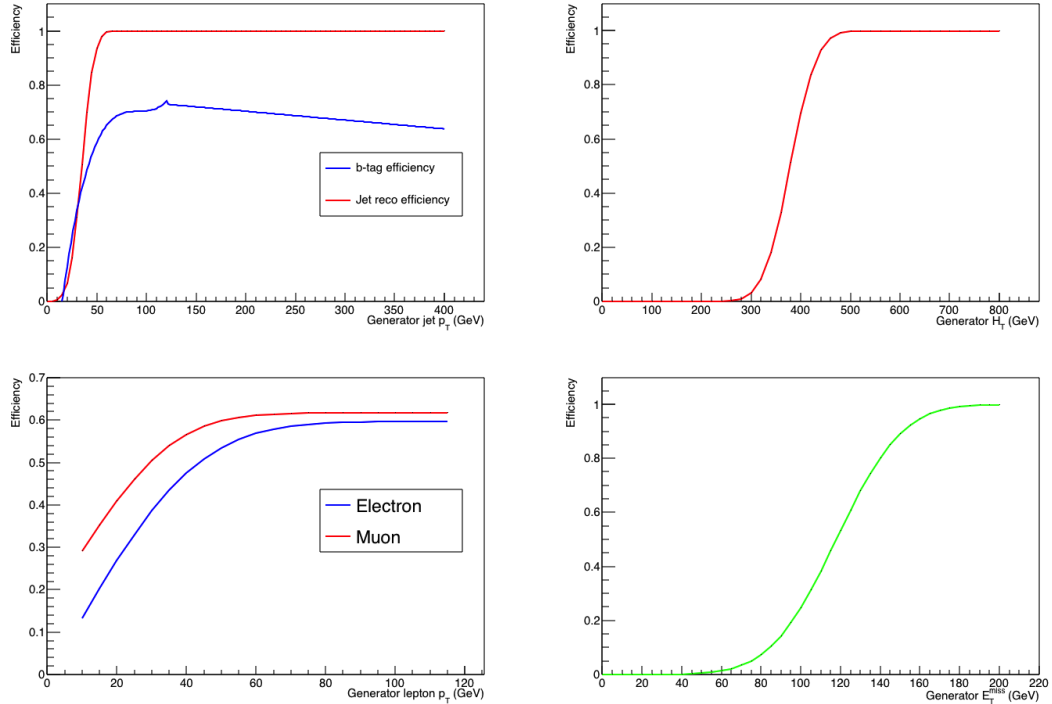 Efficiency
1
0.8
0.6
0.4
0.2
0
b-tag efficiency
Jet reco efficiency
0 50 100 150 200 250 300 350 400
Generator jet p_T (GeV)
Efficiency
1
0.8
0.6
0.4
0.2
0
0 100 200 300 400 500 600 700 800
Generator H_T (GeV)
Efficiency
0.7
0.6
0.5
0.4
0.3
0.2
0.1
0
Electron
Muon
0 20 40 60 80 100 120
Generator lepton p_T (GeV)
Efficiency
1
0.8
0.6
0.4
0.2
0
0 20 40 60 80 100 120 140 160 180 200 220
Generator E_T^miss (GeV)